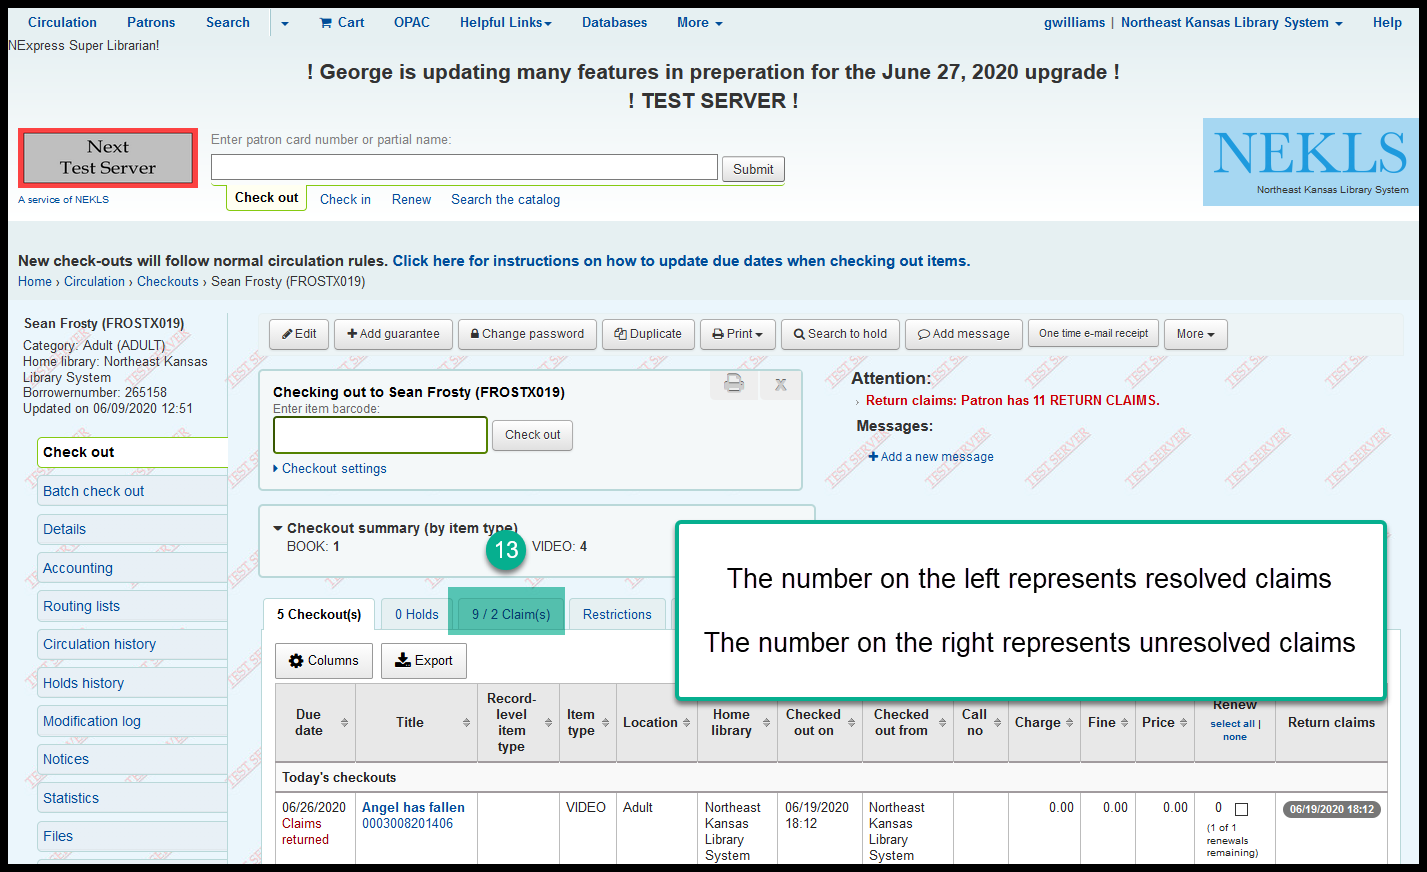 Circulation Patrons Search Cart OPAC Helpful Links Databases More gwilliams | Northeast Kansas Library System Help
NExpress Super Librarian!
! George is updating many features in preperation for the June 27, 2020 upgrade !
! TEST SERVER !
Next
Test Server
A service of NEKLS
Enter patron card number or partial name:
Submit
Check out Check in Renew Search the catalog
NEKLS
Northeast Kansas Library System
New check-outs will follow normal circulation rules. Click here for instructions on how to update due dates when checking out items.
Home › Circulation › Checkouts › Sean Frosty (FROSTX019)
Sean Frosty (FROSTX019)
Category: Adult (ADULT)
Home library: Northeast Kansas
Library System
Borrowernumber: 265158
Updated on 06/09/2020 12:51
Check out
Batch check out
Details
Accounting
Routing lists
Circulation history
Holds history
Modification log
Notices
Statistics
Files
Edit Add guarantee Change password Duplicate Print Search to hold Add message One time e-mail receipt More
Checking out to Sean Frosty (FROSTX019)
Enter item barcode:
Check out
Checkout settings
Attention:
› Return claims: Patron has 11 RETURN CLAIMS.
Messages:
Add a new message
Checkout summary (by item type)
BOOK: 1 VIDEO: 4
13
The number on the left represents resolved claims
The number on the right represents unresolved claims
5 Checkout(s) 0 Holds 9 / 2 Claim(s) Restrictions
Columns Export
Due date Title Record-level item type Item type Location Home library Checked out on Checked out from Call no Charge Fine Price Renew select all | none Return claims
Today's checkouts
06/26/2020 Angel has fallen VIDEO Adult Northeast 06/19/2020 Northeast 0.00 0.00 0.00 0 06/19/2020 18:12
Claims 0003008201406 Kansas 18:12 Kansas (1 of 1
returned Library Library renewals
System System remaining)
TEST SERVER